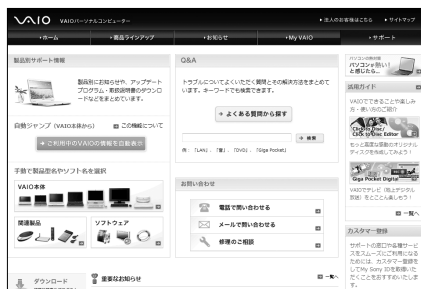 VAIO VAIOパーソナルコンピューター
法人のお客様はこちら サイトマップ
ホーム 製品ラインアップ お知らせ My VAIO サポート
製品別サポート情報
製品別にお知らせや、アップデート
プログラム・取扱説明書のダウンロ
ードなどをまとめています。
自動ジャンプ (VAIO本体から) この機能について
ご利用中のVAIOの情報を自動表示
手動で製品型名やソフト名を選択
VAIO本体
関連製品 ソフトウェア
Q&A
トラブルについてよくいただく質問とその解決方法をまとめて
います。キーワードでも検索できます。
よくある質問から探す
検索
例:「LAN」、「音」、「DVD」、「Giga Pocket」
お問い合わせ
電話で問い合わせる
メールで問い合わせる
修理のご相談
パソコンが熱い!
と感じたら…
活用ガイド
VAIOでできることや楽しみ
方・使い方のご紹介
Click to Disc/
Click to Disc Editor
もっと高度な感動のオリジナル
ディスクを作成してみよう!
Giga Pocket Digital
VAIOでテレビ(地上デジタル
放送)をとことん楽しもう!
一覧へ
カスタマー登録
サポートの窓口や各種サービ
スをスムーズにご利用になる
ためには、カスタマー登録を
してMy Sony IDを取得いた
だくことをおすすめいたしま
す。
ダウンロード
重要なお知らせ 一覧へ